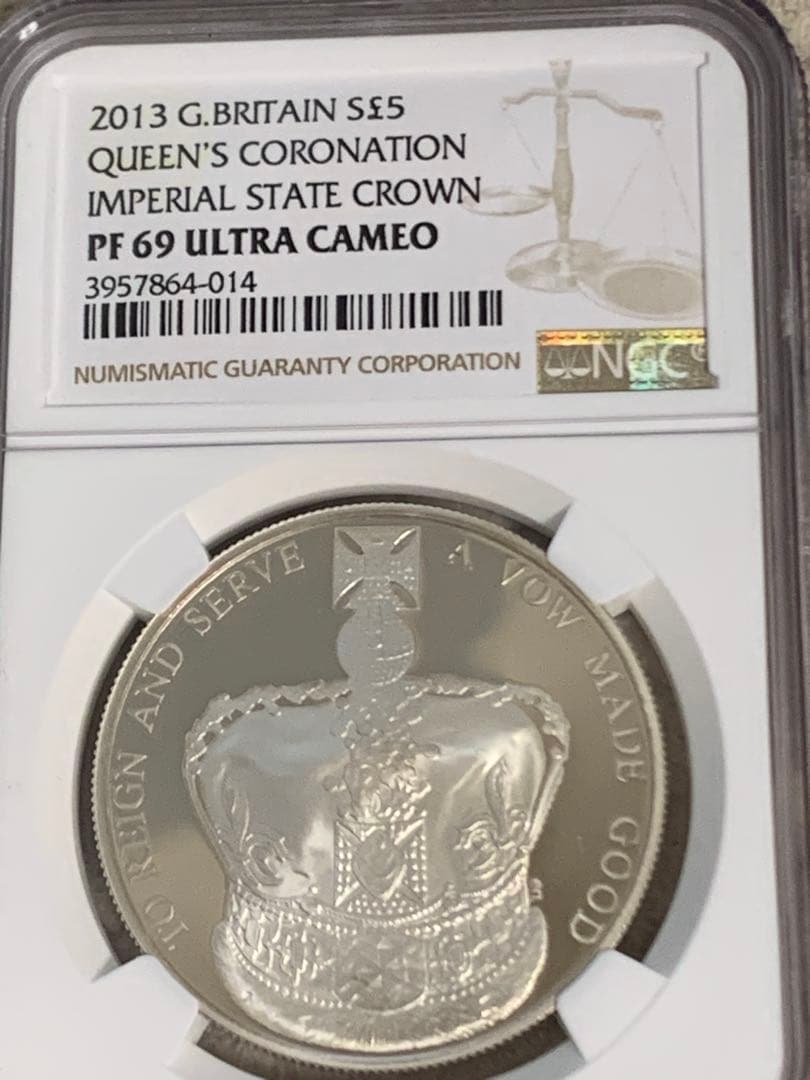 2013 G.BRITAIN S£5
QUEEN'S CORONATION
IMPERIAL STATE CROWN
PF 69 ULTRA CAMEO
3957864-014
NUMISMATIC GUARANTY CORPORATION
NGC
TO REIGN AND SERVE
A VOW MADE GOOD